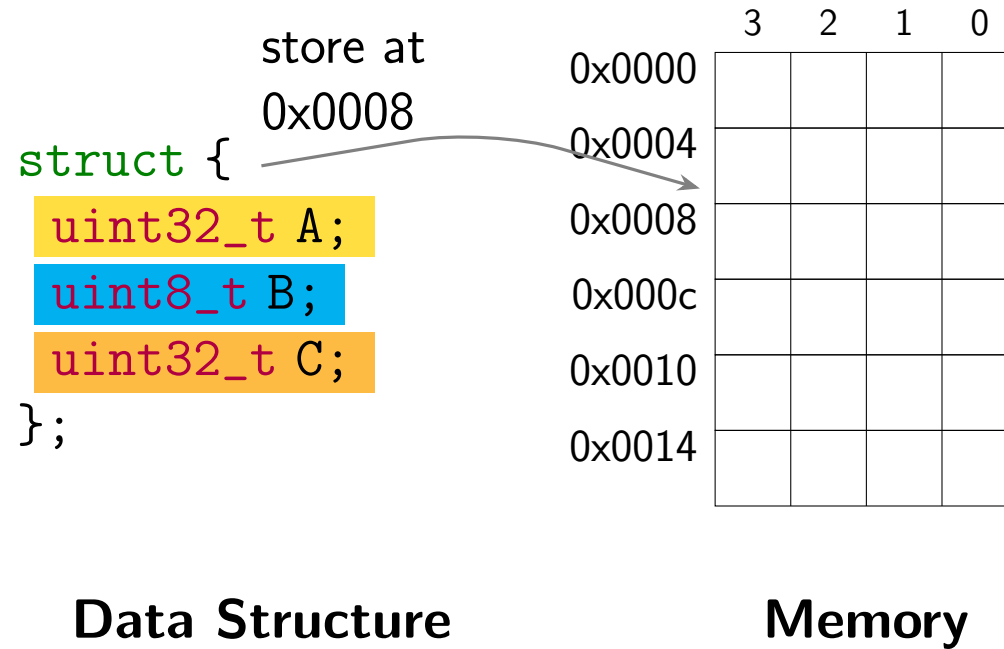 store at
0x0008
struct {
uint32_t A;
uint8_t B;
uint32_t C;
};
3 2 1 0
0x0000
0x0004
0x0008
0x000c
0x0010
0x0014
Data Structure
Memory